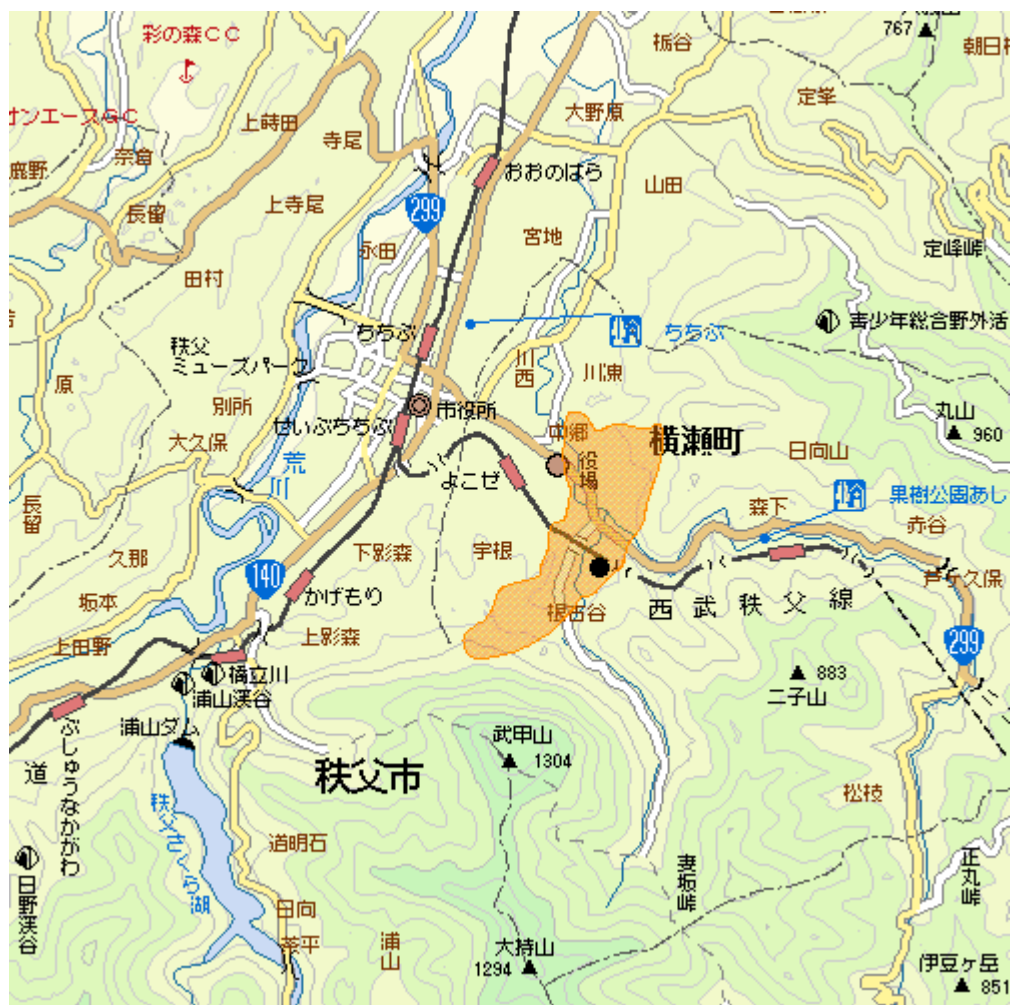 彩の森CC
767
朝日
栃谷
定峯
大野原
オンエースGC
上蒔田
寺尾
奈倉
鹿野
おおのはら
山田
長留
上寺尾
299
宮地
永田
定峰峠
田村
青少年総合野外活
ちちぶ
ちちぶ
秩父
ミューズパーク
川西
川東
原
別所
市役所
丸山
960
せいぶちちぶ
中郷
横瀬町
大久保
日向山
役場
荒川
よこぜ
果樹公園あし
長留
森下
赤谷
久那
下影森
宇根
芦ケ久保
140
坂本
かげもり
根古谷
西武秩父線
上影森
上田野
299
橋立川
883
浦山渓谷
二子山
ぶしゅうなかがわ
浦山ダム
武甲山
1304
道
秩父市
松枝
秩父さくら湖
道明石
日野渓谷
妻坂峠
正丸峠
日向
茶平
浦山
大持山
1294
伊豆ヶ岳
851